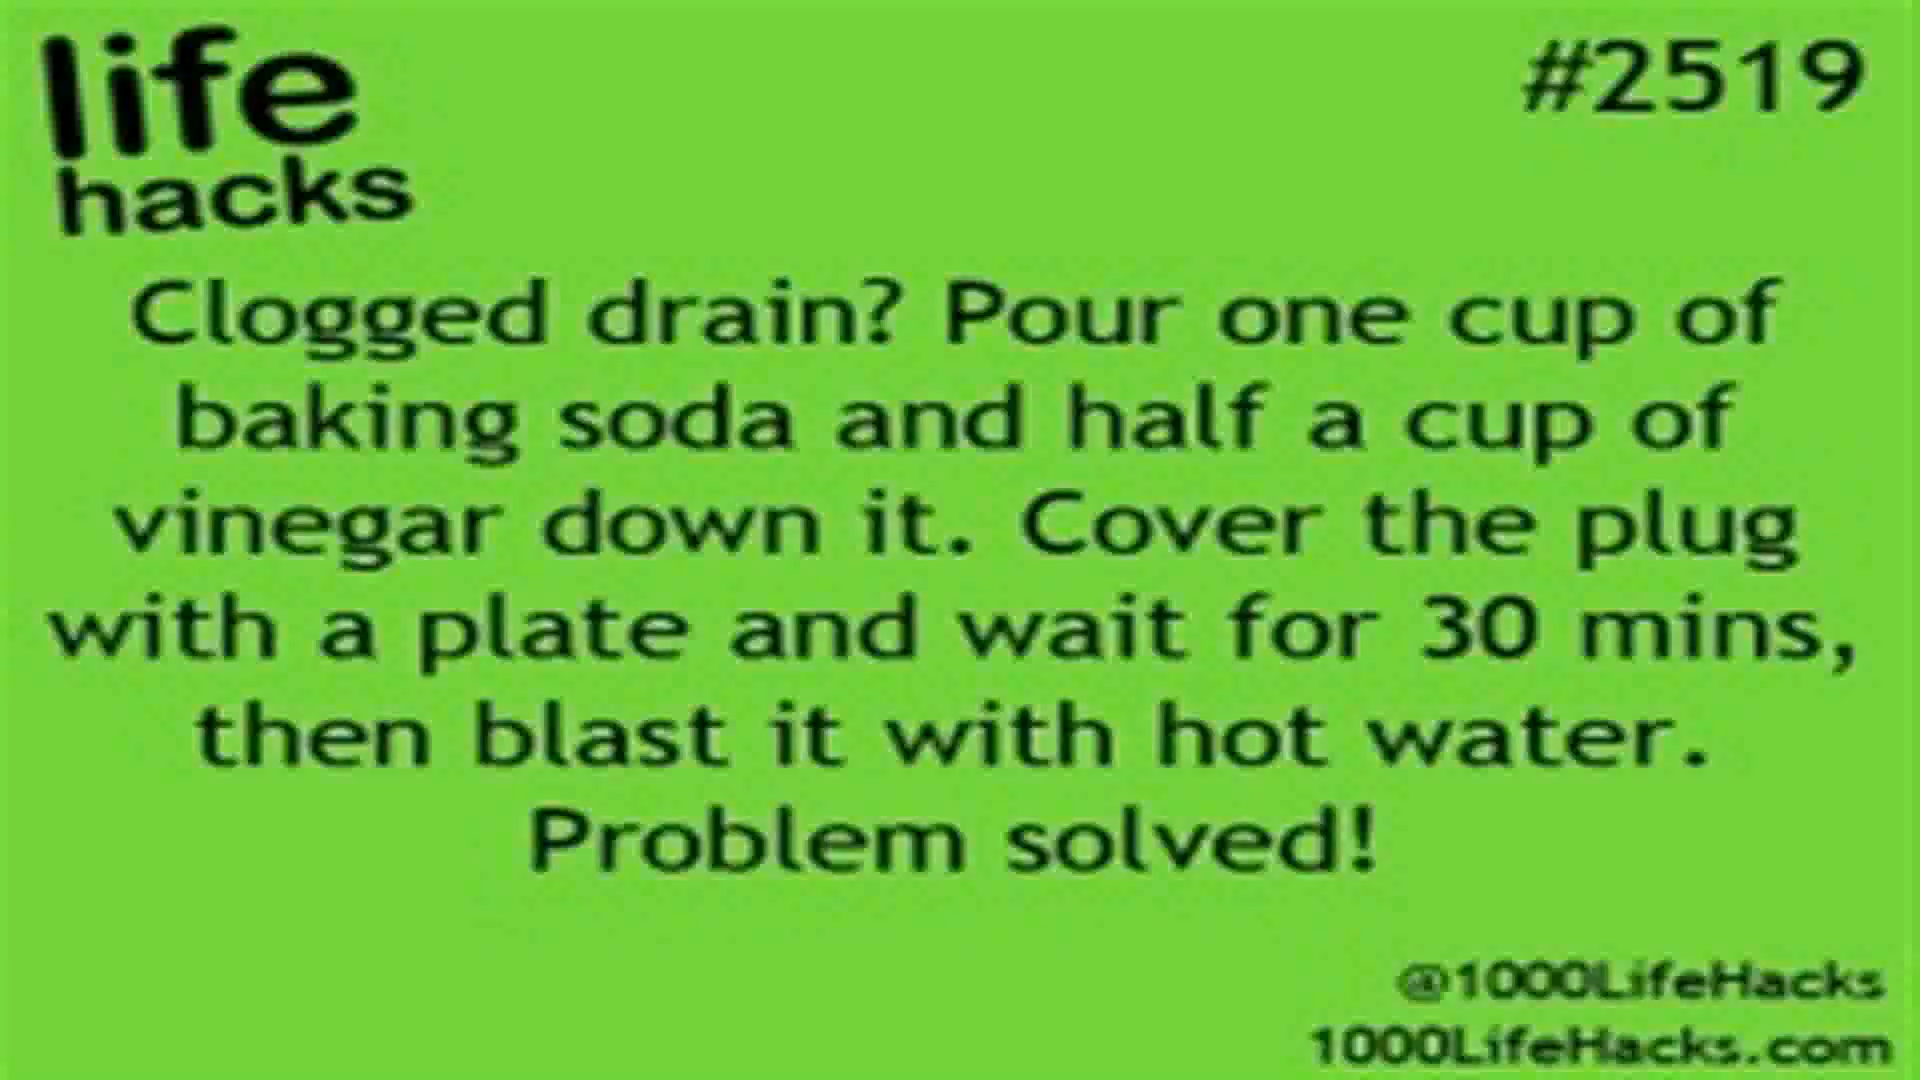 life
hacks
#2519
Clogged drain? Pour one cup of
baking soda and half a cup of
vinegar down it. Cover the plug
with a plate and wait for 30 mins,
then blast it with hot water.
Problem solved!
@1000LifeHacks
1000LifeHacks.com